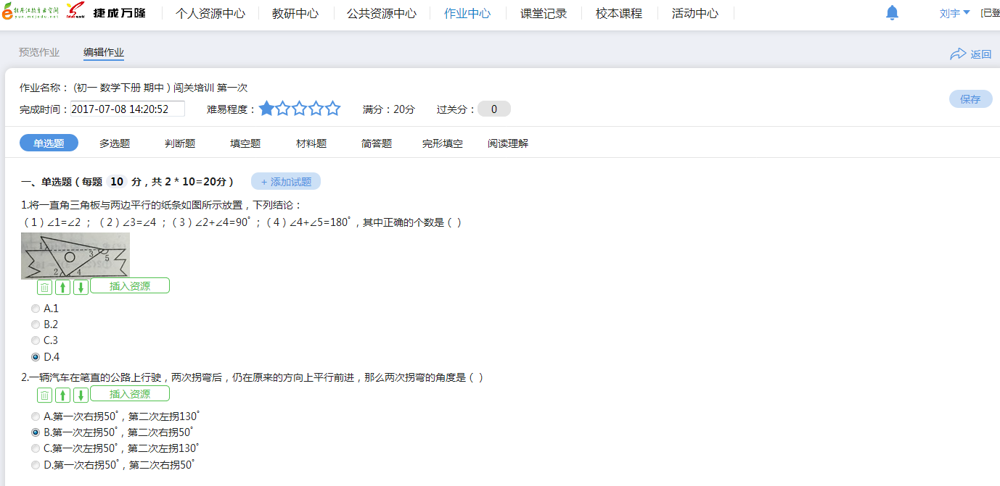 牡丹江教育云空间
yun.mdjedu.net
捷成万隆
个人资源中心 教研中心 公共资源中心 作业中心 课堂记录 校本课程 活动中心 刘宇 [已登
预览作业 编辑作业 返回
作业名称： (初一 数学下册 期中 ) 闯关培训 第一次
保存
完成时间：2017-07-08 14:20:52 难易程度： 满分：20分 过关分： 0
单选题 多选题 判断题 填空题 材料题 简答题 完形填空 阅读理解
一、单选题 ( 每题 10 分 , 共 2 * 10=20分 ) + 添加试题
1.将一直角三角板与两边平行的纸条如图所示放置，下列结论：
（1）∠1=∠2 ；（2）∠3=∠4 ；（3）∠2+∠4=90° ；（4）∠4+∠5=180° ，其中正确的个数是（ ）
1 3 5
2 4
插入资源
A.1
B.2
C.3
D.4
2.一辆汽车在笔直的公路上行驶，两次拐弯后，仍在原来的方向上平行前进，那么两次拐弯的角度是（ ）
插入资源
A.第一次右拐50°，第二次左拐130°
B.第一次左拐50°，第二次右拐50°
C.第一次左拐50°，第二次左拐130°
D.第一次右拐50°，第二次右拐50°